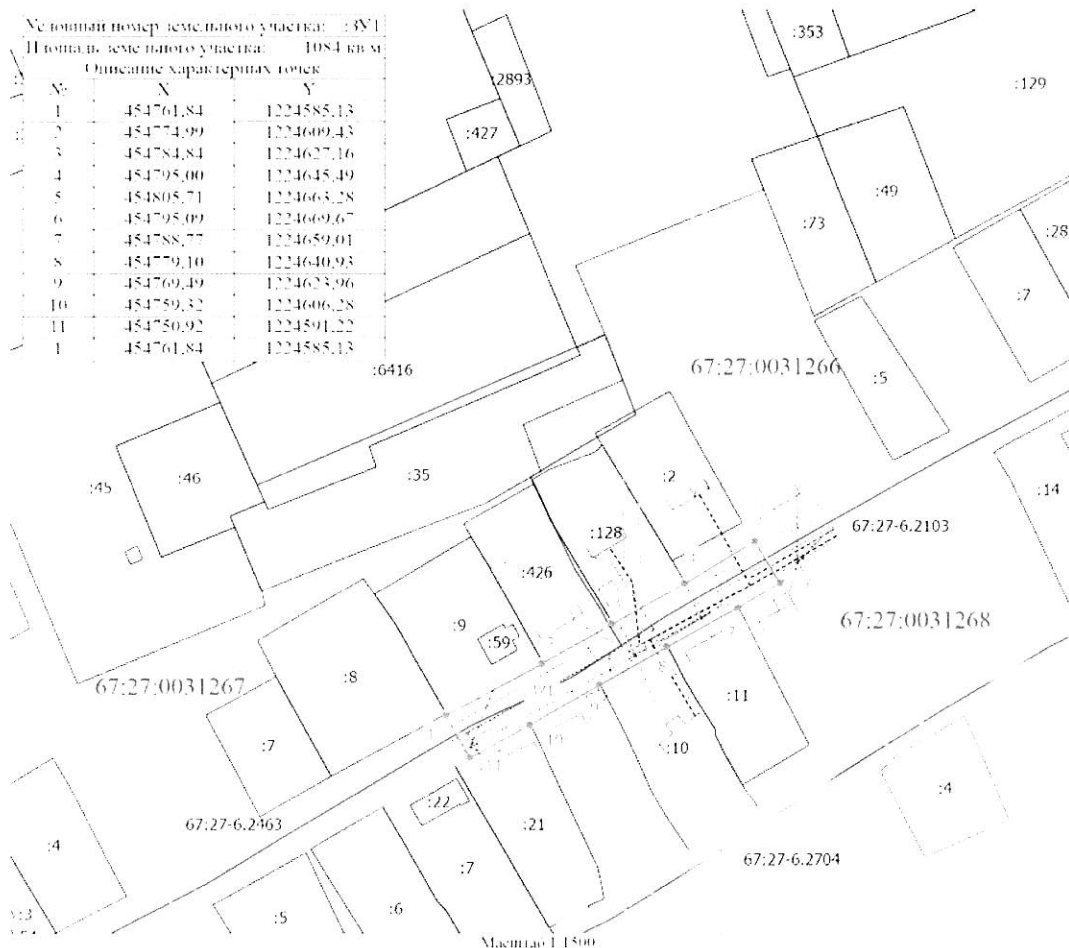 Условный номер земельного участка: :ЗУ1
Площадь земельного участка: 1084 кв м
Описание характерных точек
№ X Y
1 454761,84 1224585,13
2 454774,99 1224609,43
3 454784,84 1224627,16
4 454795,00 1224645,49
5 454805,71 1224663,28
6 454795,09 1224669,67
7 454788,77 1224659,01
8 454779,10 1224640,93
9 454769,49 1224623,96
10 454759,32 1224606,28
11 454750,92 1224591,22
1 454761,84 1224585,13
:353
:2893
:129
:427
:49
:73
:28
:7
:6416
67:27:0031266
:5
:45
:46
:35
:2
:14
:128
67:27-6.2103
:426
:9
:59
67:27:0031268
:8
67:27:0031267
:11
:7
:10
:22
:4
67:27-6.2463
:21
:4
:7
67:27-6.2704
:3
:5
:6
Масштаб 1:1500